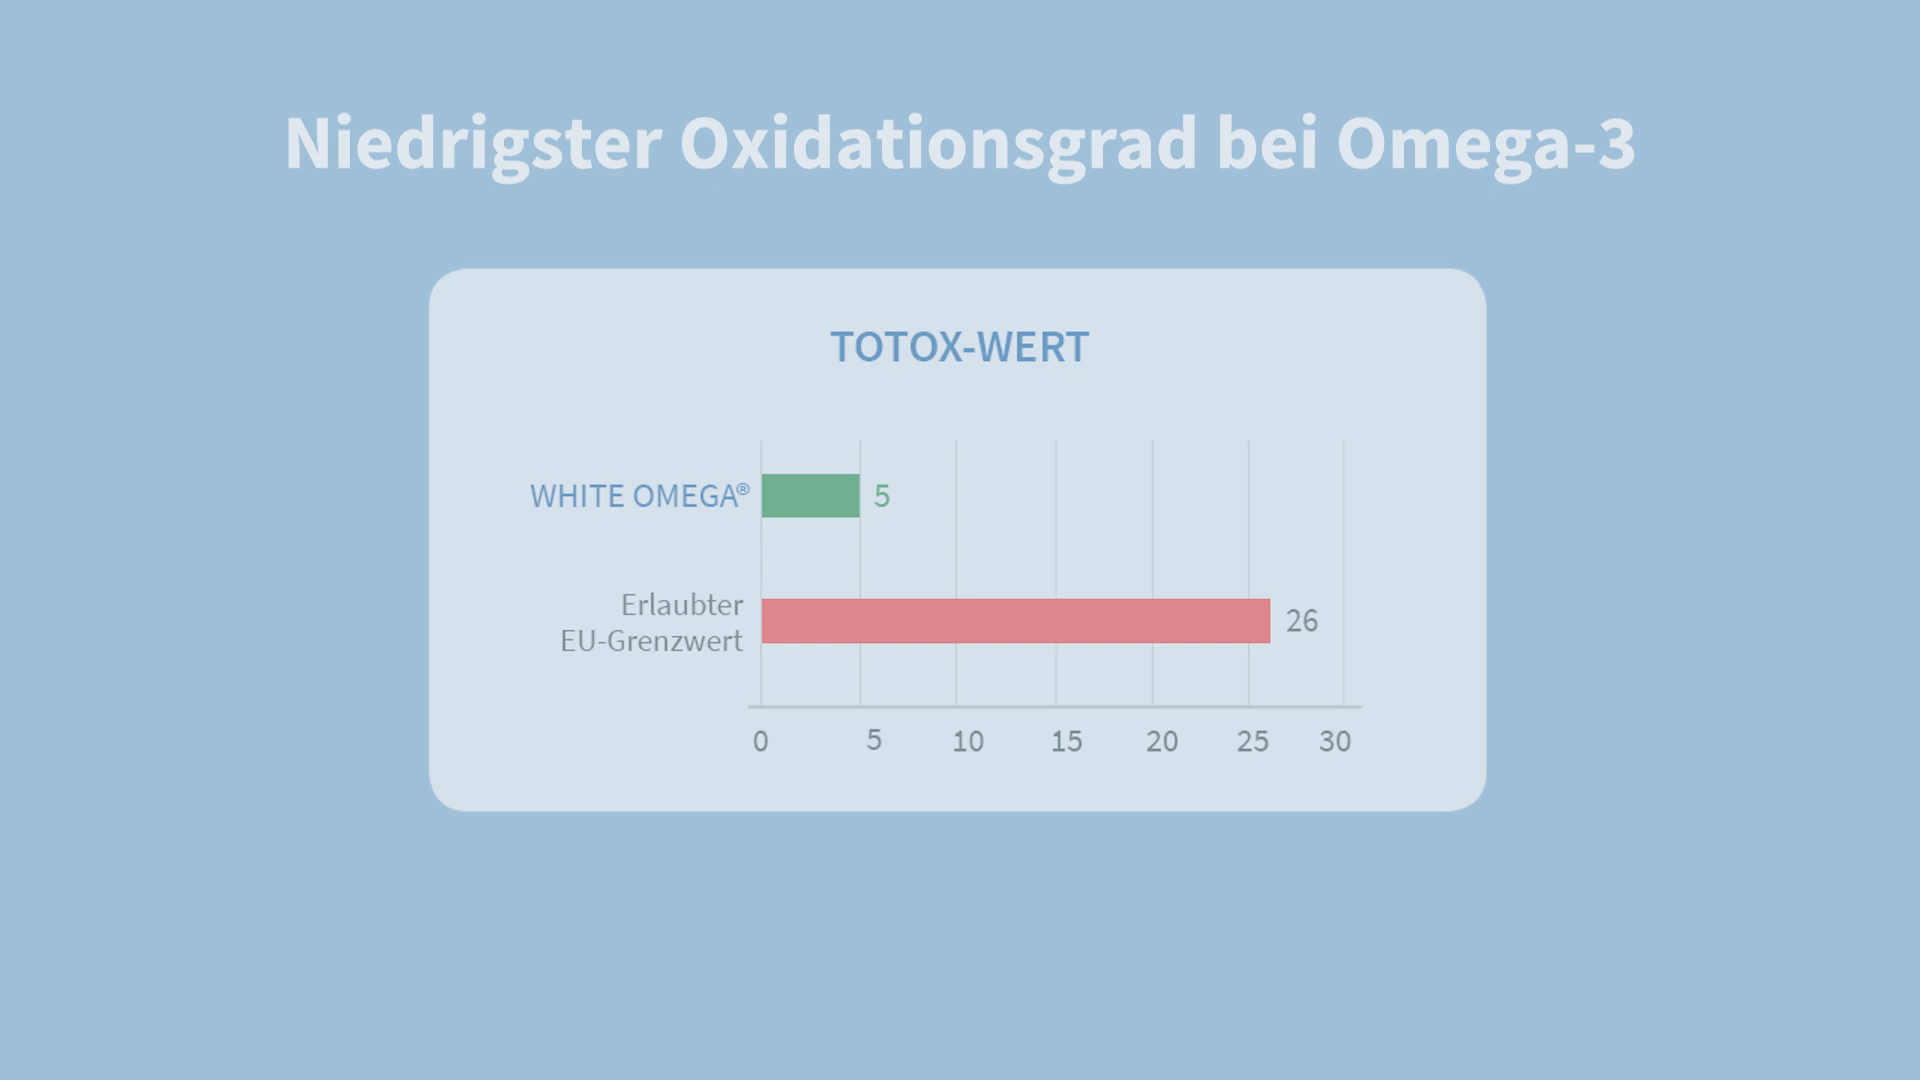 Niedrigster Oxidationsgrad bei Omega-3
TOTOX-WERT
WHITE OMEGA® 5
Erlaubter
EU-Grenzwert
26
0 5 10 15 20 25 30